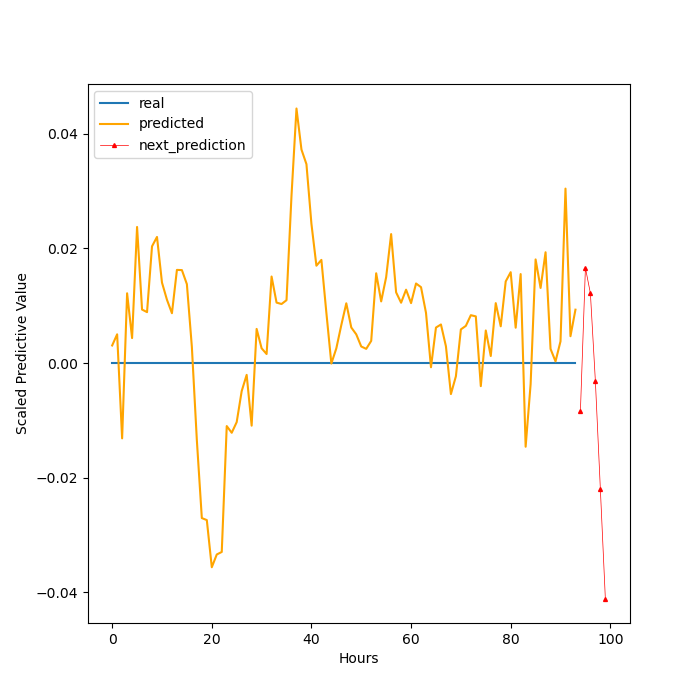 real
predicted
next_prediction
0.04
0.02
0.00
−0.02
−0.04
Scaled Predictive Value
0 20 40 60 80 100
Hours